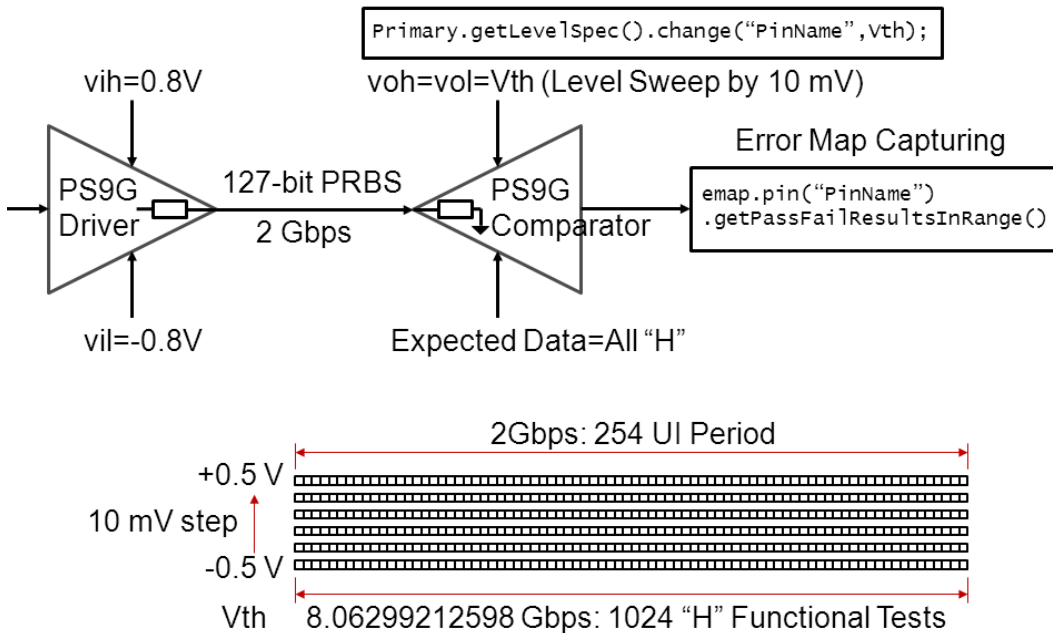 Primary.getLevelSpec().change(“PinName”,Vth);
vih=0.8V
voh=vol=Vth (Level Sweep by 10 mV)
Error Map Capturing
PS9G
Driver
127-bit PRBS
2 Gbps
PS9G
Comparator
emap.pin(“PinName”)
.getPassFailResultsInRange()
vil=-0.8V
Expected Data=All “H”
2Gbps: 254 UI Period
+0.5 V
10 mV step
-0.5 V
Vth
8.06299212598 Gbps: 1024 “H” Functional Tests